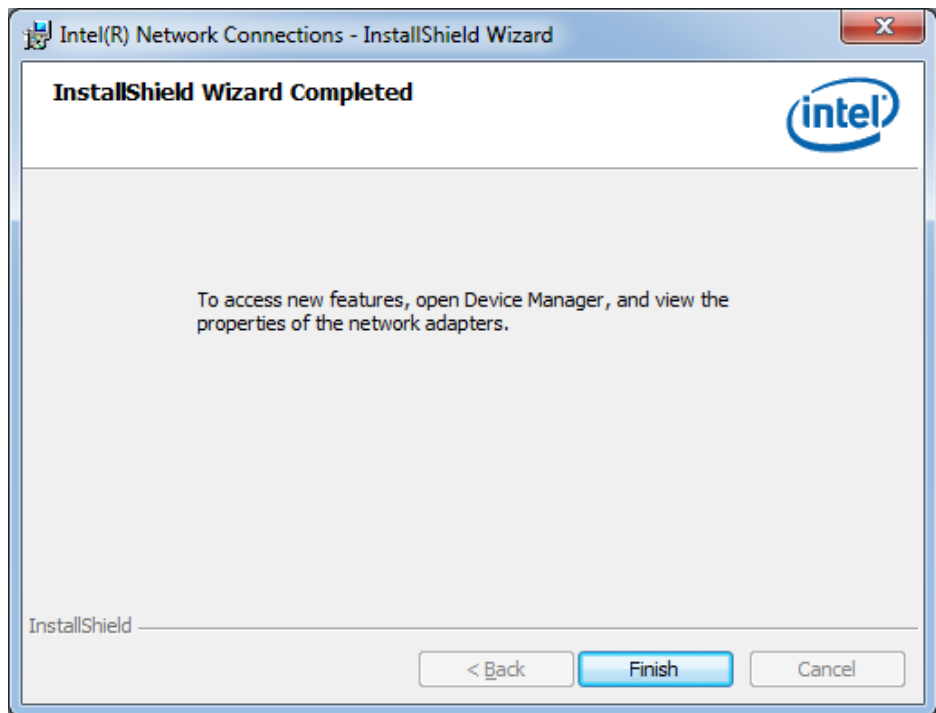 Intel(R) Network Connections - InstallShield Wizard
InstallShield Wizard Completed
intel
To access new features, open Device Manager, and view the
properties of the network adapters.
InstallShield
< Back
Finish
Cancel